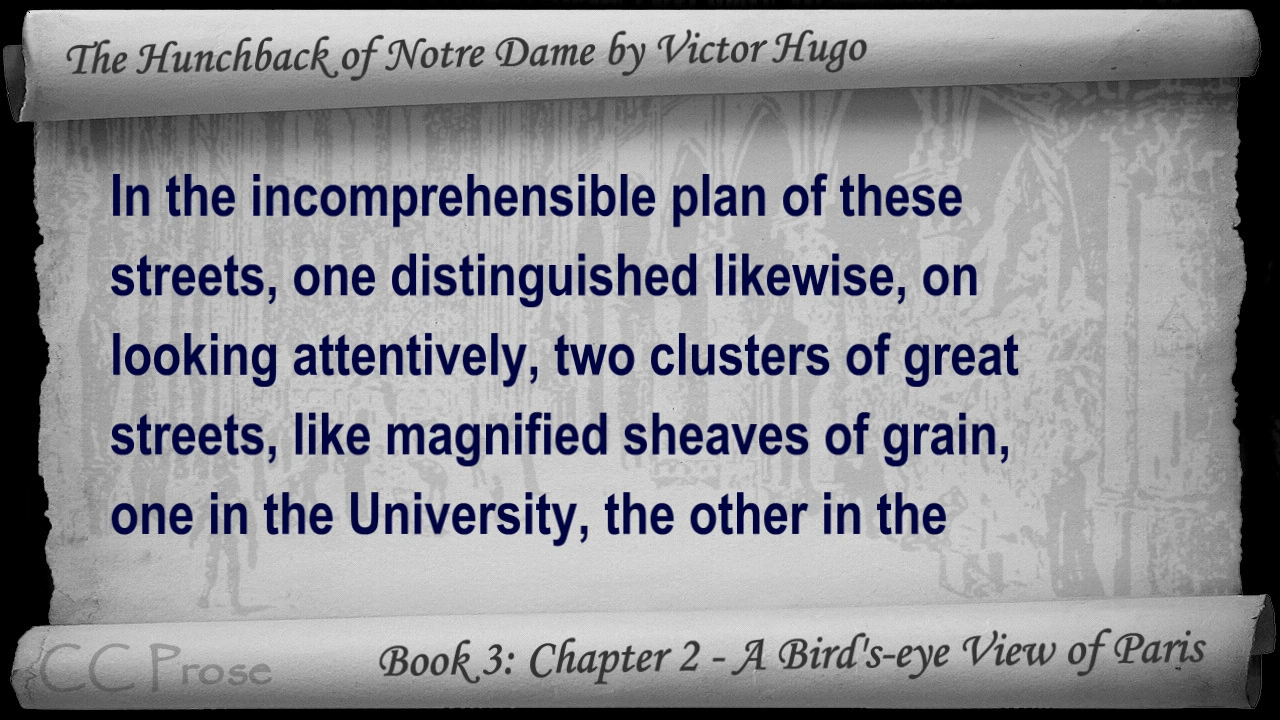 The Hunchback of Notre Dame by Victor Hugo
In the incomprehensible plan of these
streets, one distinguished likewise, on
looking attentively, two clusters of great
streets, like magnified sheaves of grain,
one in the University, the other in the
CC Prose
Book 3: Chapter 2 - A Bird's-eye View of Paris